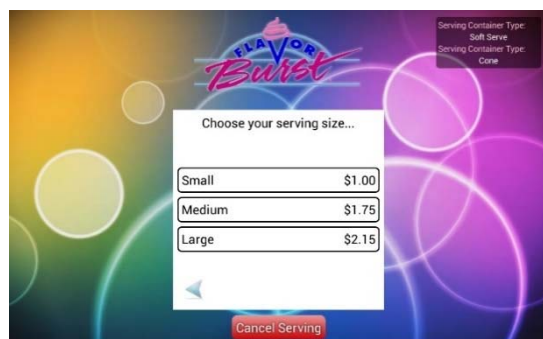 FLAVOR
Burst
Serving Container Type:
Soft Serve
Serving Container Type:
Cone
Choose your serving size...
Small $1.00
Medium $1.75
Large $2.15
Cancel Serving